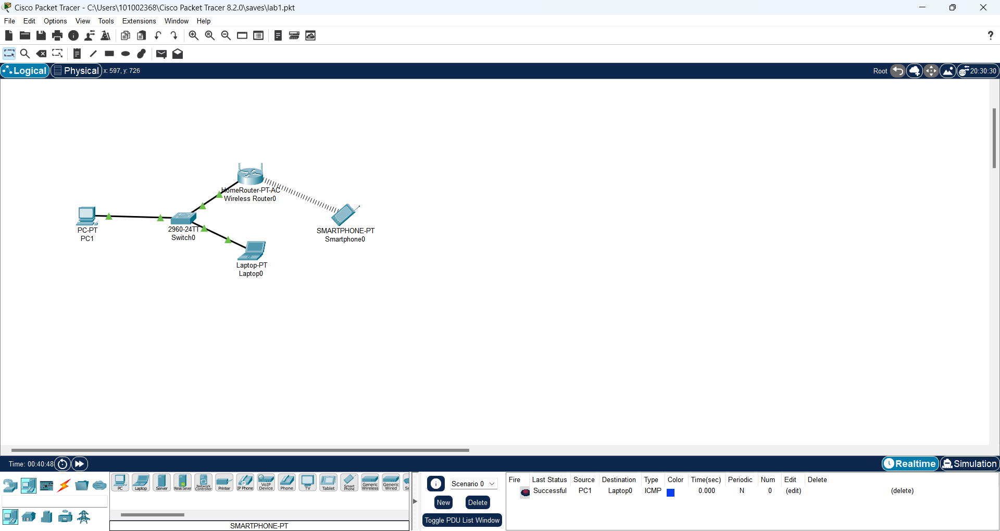 Cisco Packet Tracer - C:\Users\101002368\Cisco Packet Tracer 8.2.0\saves\lab1.pkt
File Edit Options View Tools Extensions Window Help
?
Logical Physical x: 597, y: 726 Root 20:30:30
HomeRouter-PT-AC
Wireless Router0
PC-PT
PC1
2960-24TT
Switch0
SMARTPHONE-PT
Smartphone0
Laptop-PT
Laptop0
Time: 00:40:48 Realtime Simulation
PC Laptop Server Meraki Server Network Controller Printer IP Phone VoIP Device Phone TV Tablet Smart Phone Generic Wireless Generic Wired
SMARTPHONE-PT
Scenario 0
New Delete
Toggle PDU List Window
Fire Last Status Source Destination Type Color Time(sec) Periodic Num Edit Delete
Successful PC1 Laptop0 ICMP 0.000 N 0 (edit) (delete)